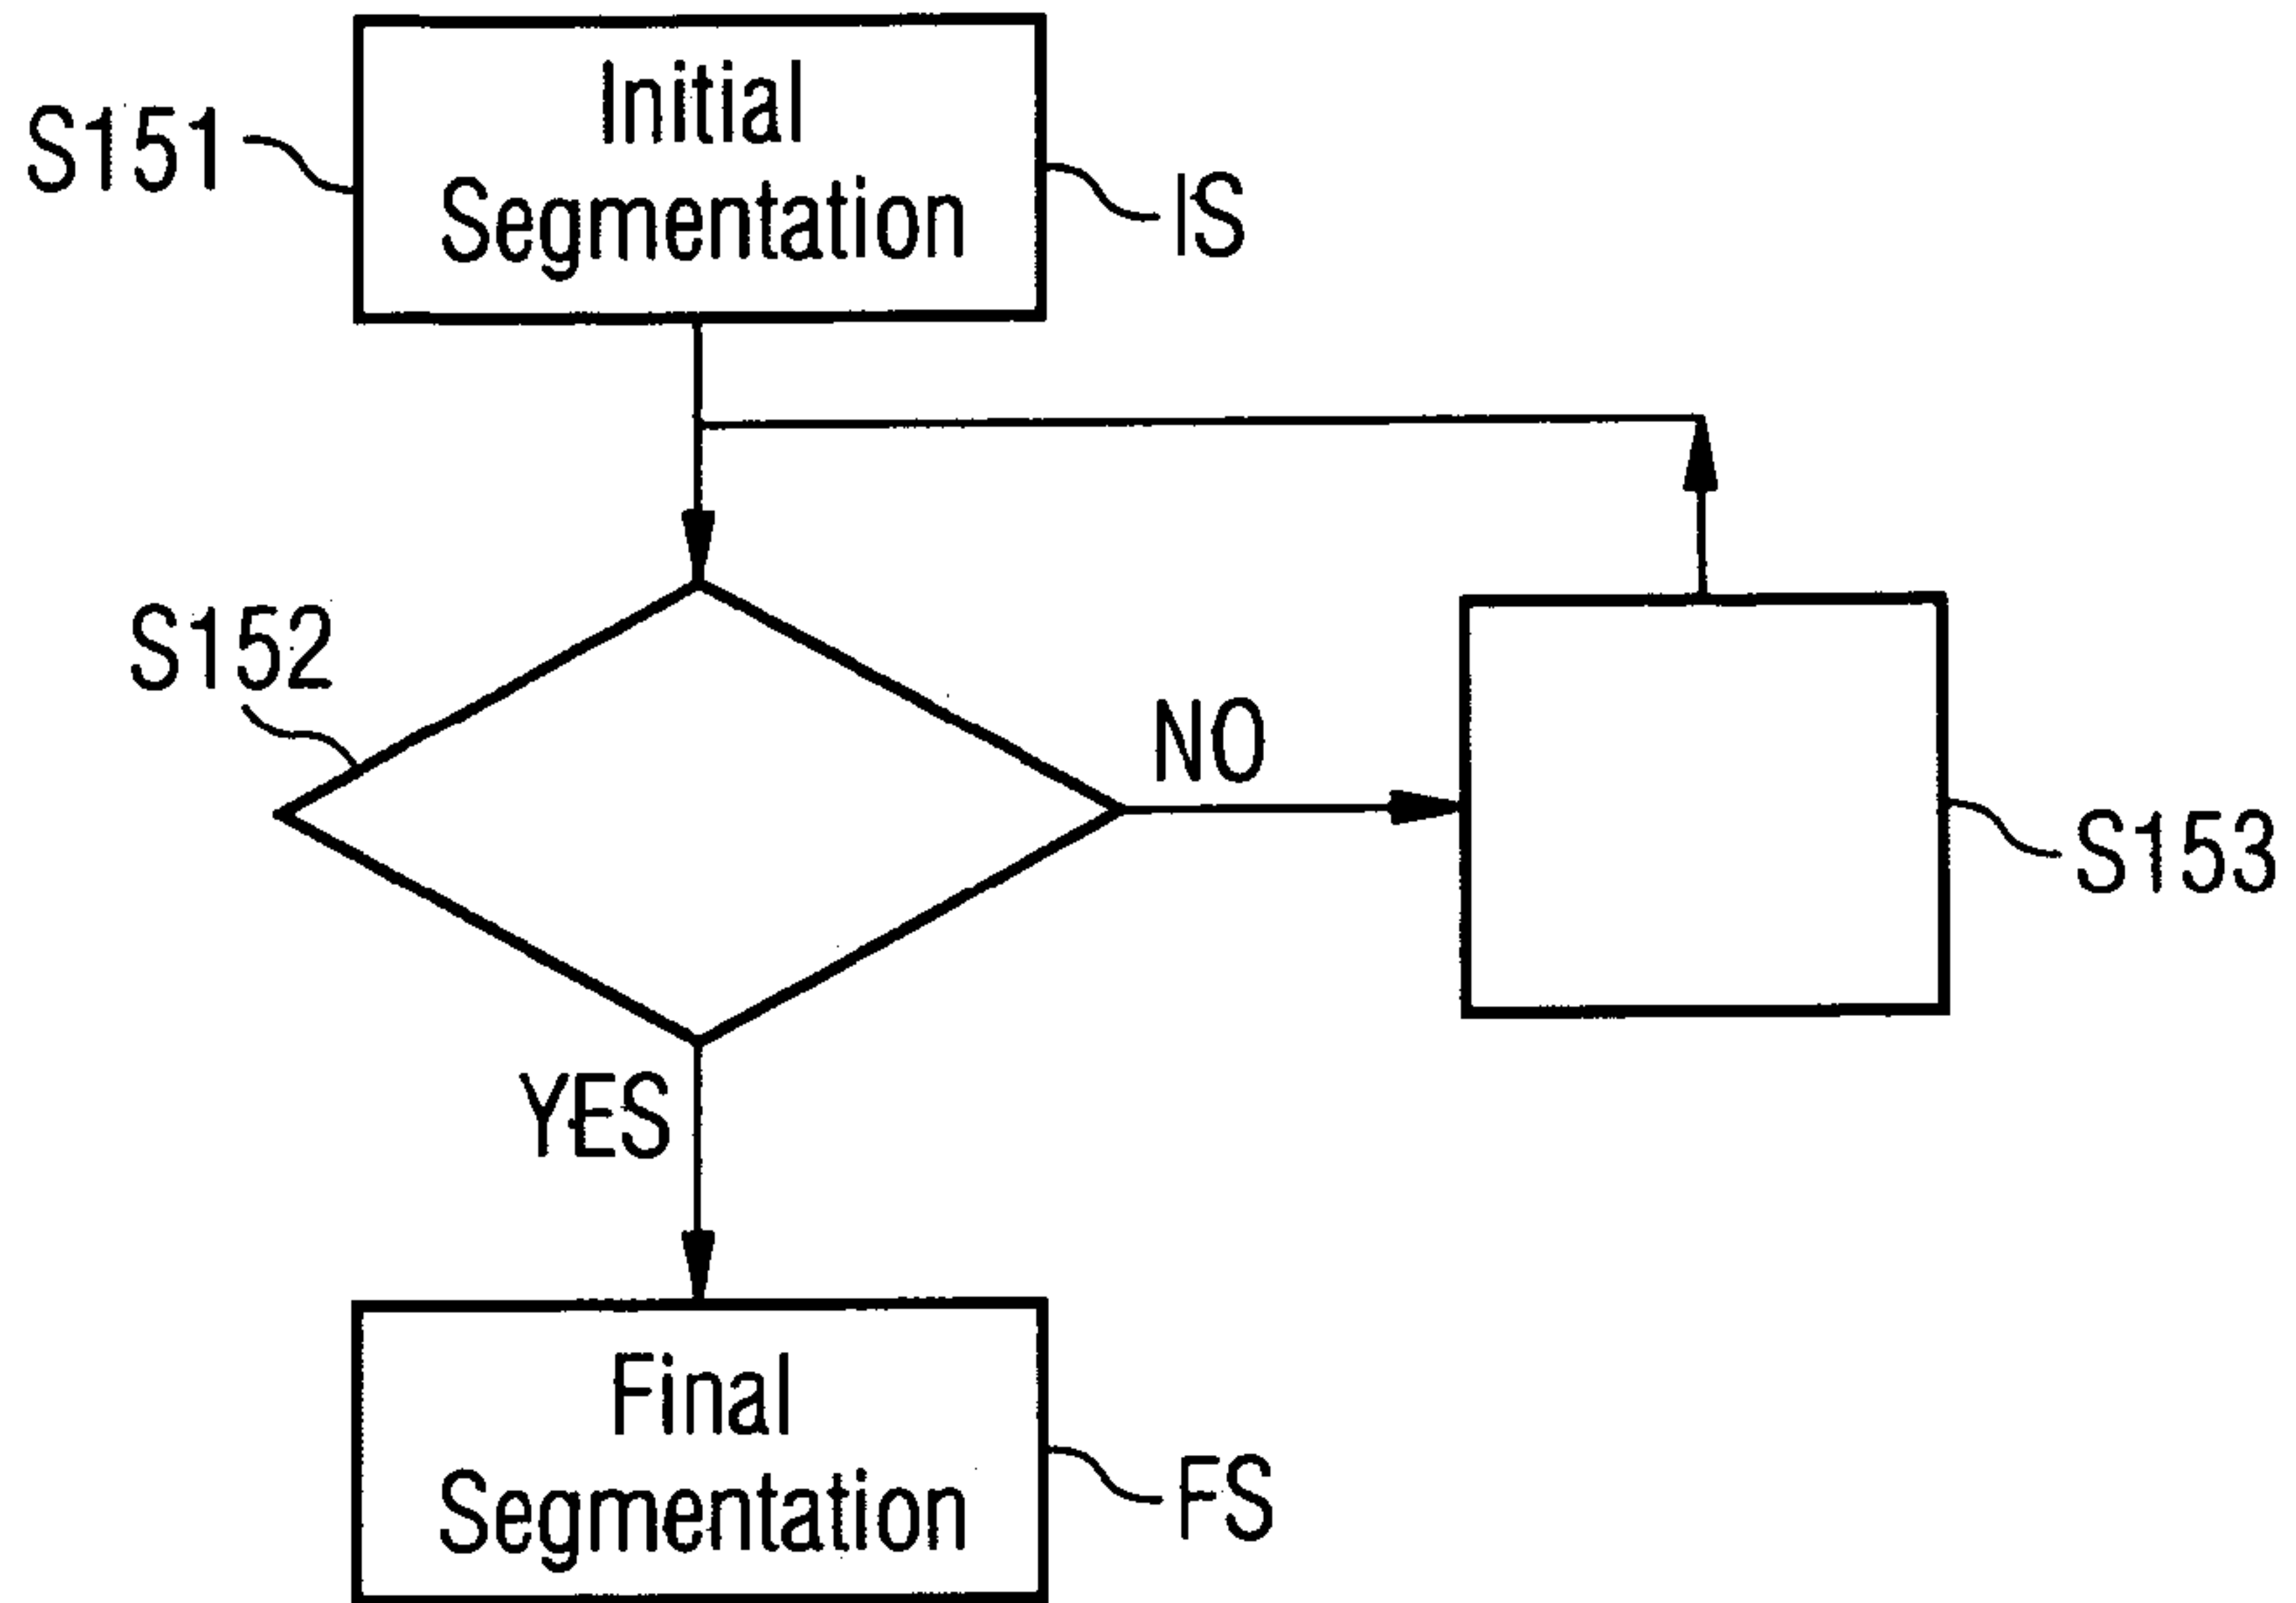 Initial
Segmentation
S151
IS
S152
NO
S153
YES
Final
Segmentation
FS